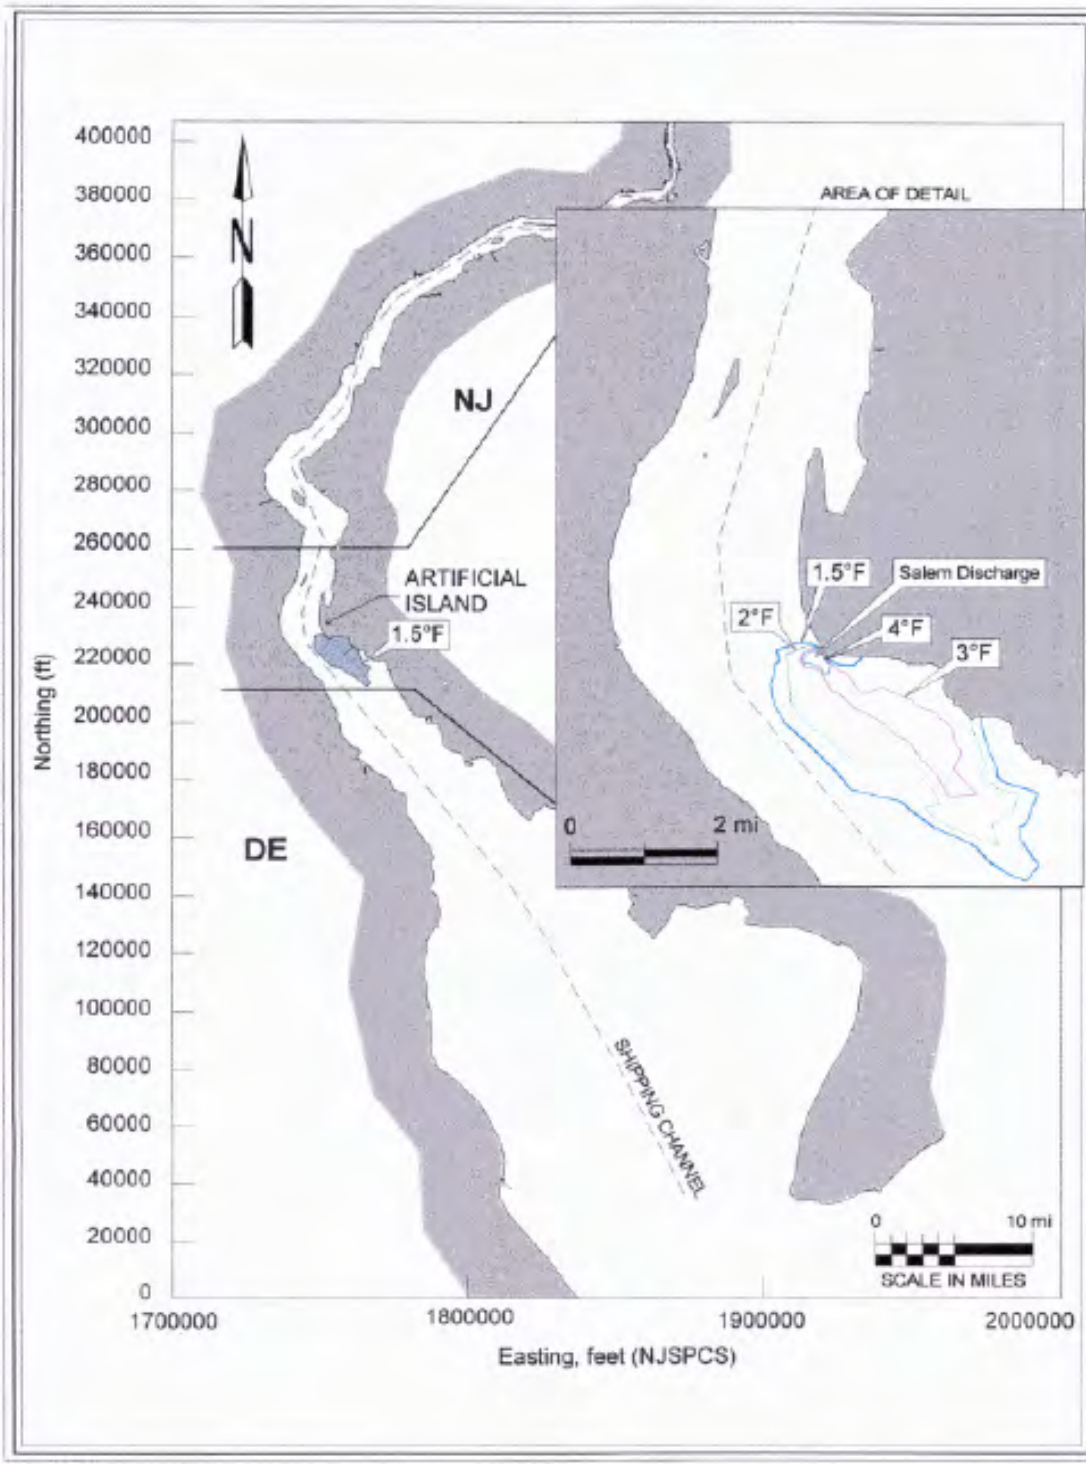 400000
380000
360000
340000
320000
300000
280000
260000
240000
220000
200000
180000
160000
140000
120000
100000
80000
60000
40000
20000
0
Northing (ft)
N
NJ
ARTIFICIAL
ISLAND
1.5°F
DE
SHIPPING CHANNEL
AREA OF DETAIL
1.5°F
Salem Discharge
2°F
4°F
3°F
0 2 mi
0 10 mi
SCALE IN MILES
1700000 1800000 1900000 2000000
Easting, feet (NJSPCS)